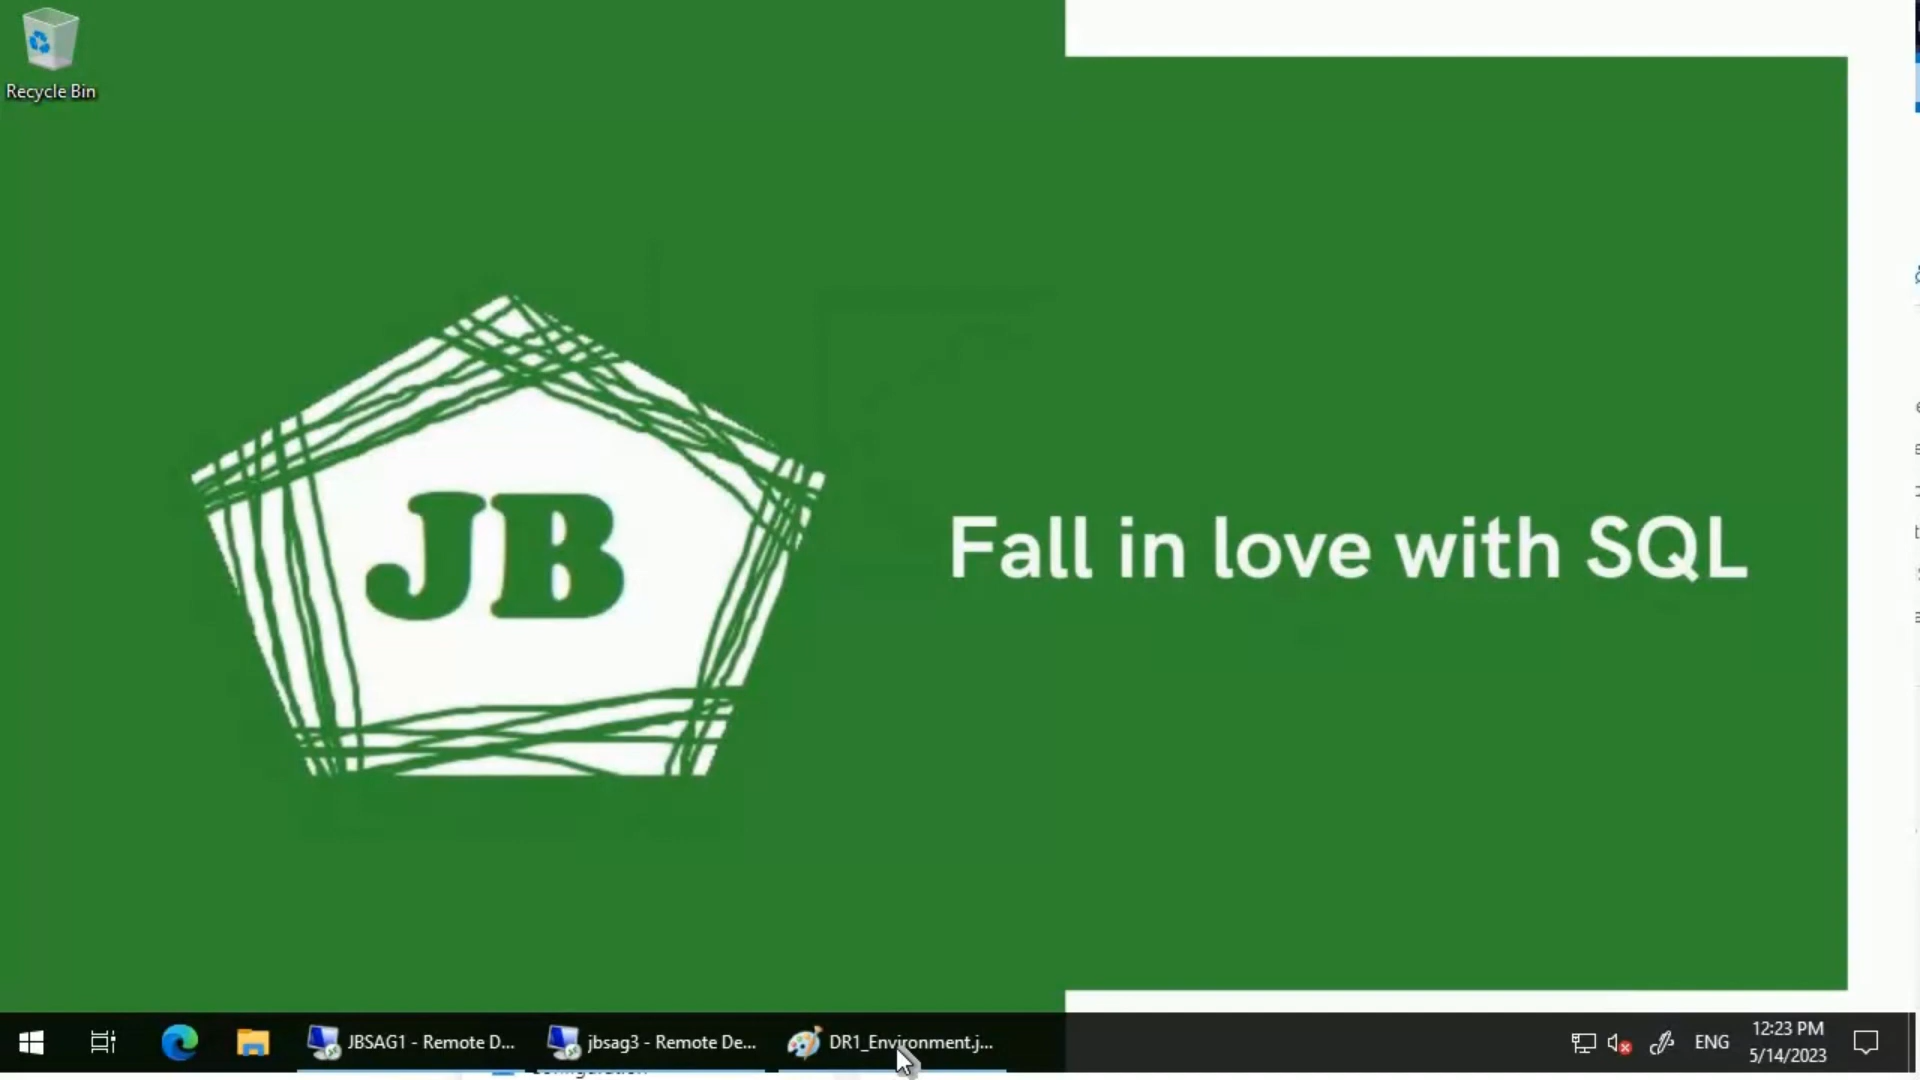 Recycle Bin
JB
Fall in love with SQL
JBSAG1 - Remote D...
jbsag3 - Remote De...
DR1_Environment.j...
ENG
12:23 PM
5/14/2023